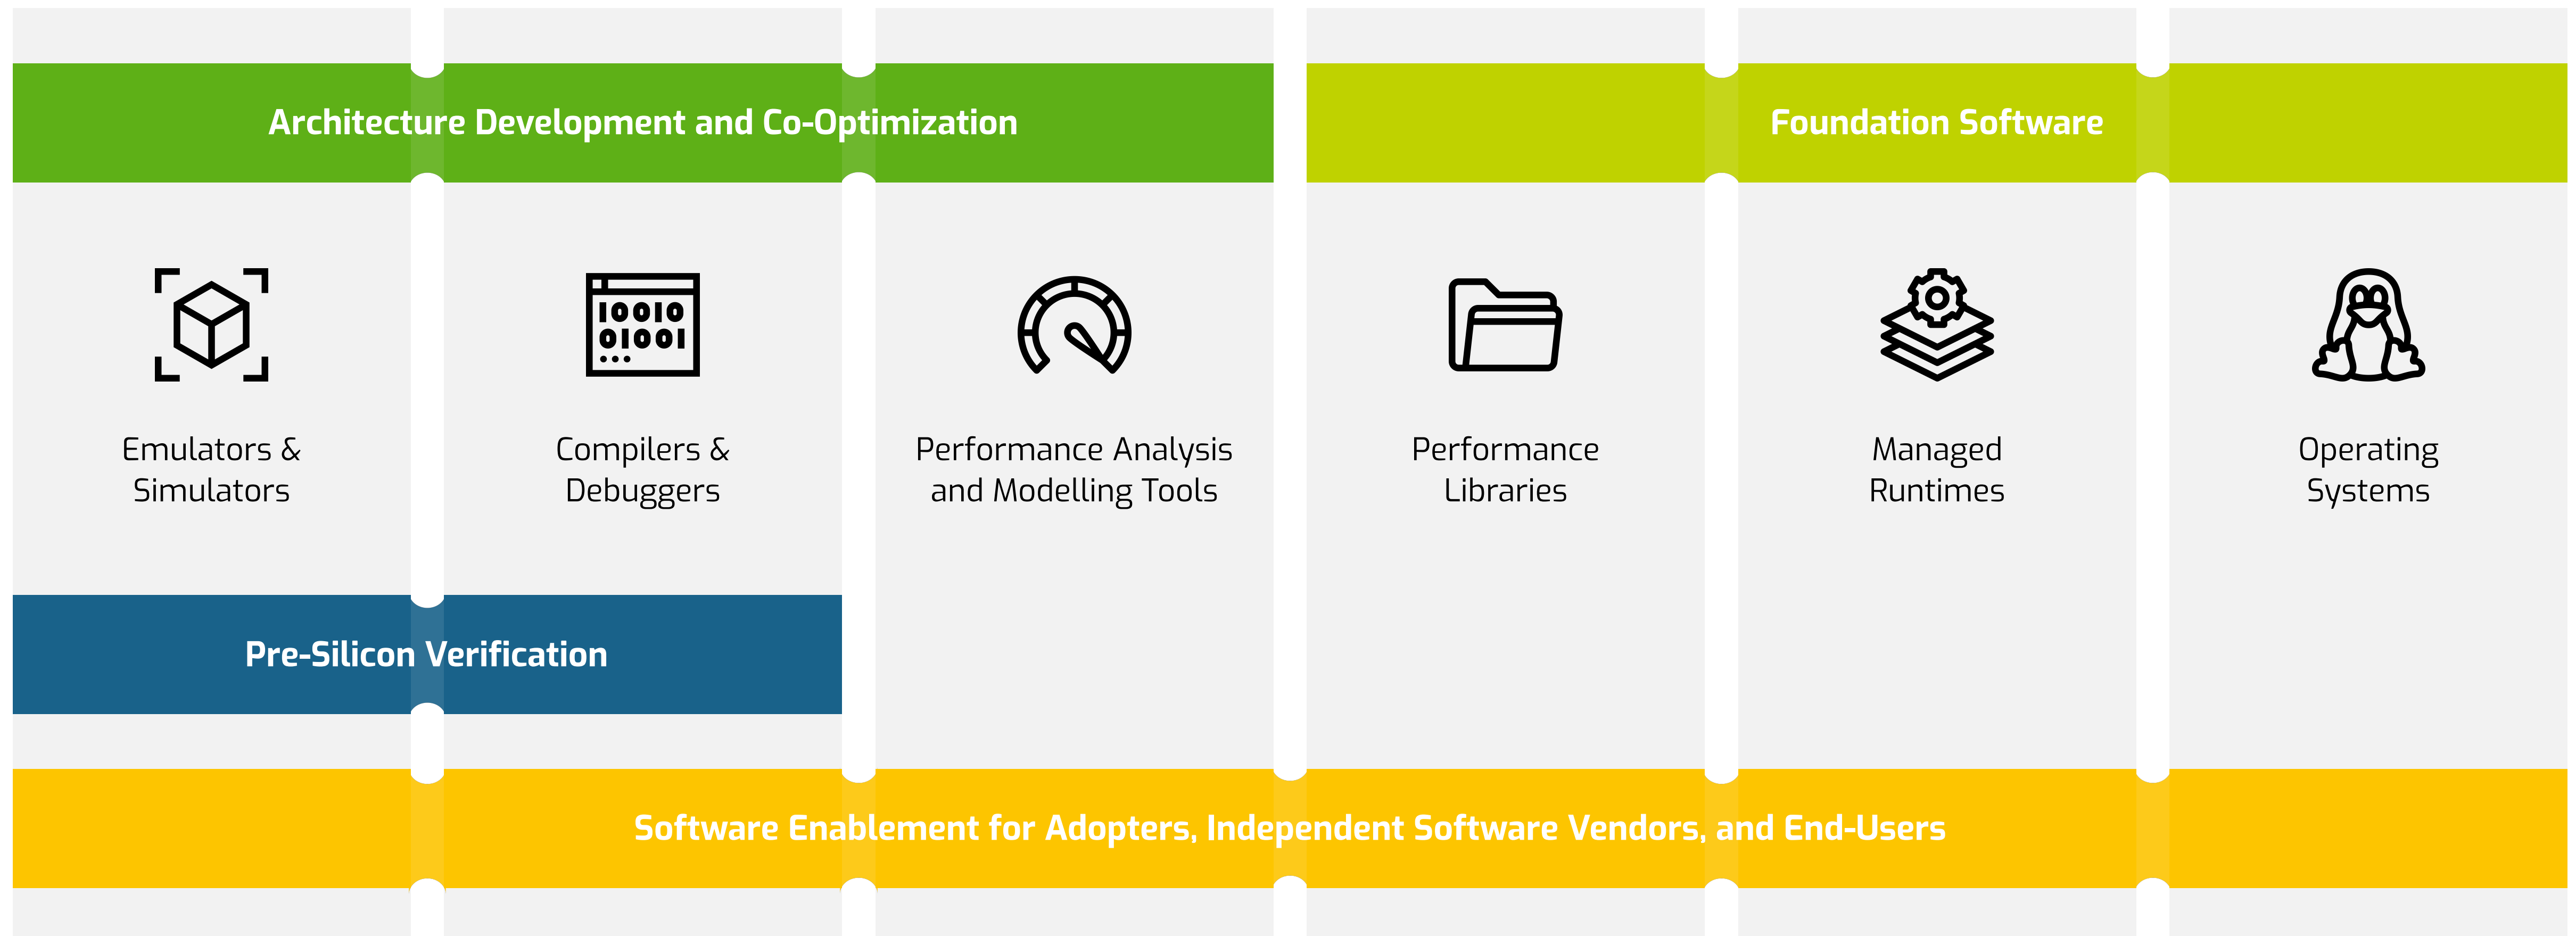 Architecture Development and Co-Optimization
Foundation Software
10010
01001
Emulators &
Simulators
Compilers &
Debuggers
Performance Analysis
and Modelling Tools
Performance
Libraries
Managed
Runtimes
Operating
Systems
Pre-Silicon Verification
Software Enablement for Adopters, Independent Software Vendors, and End-Users